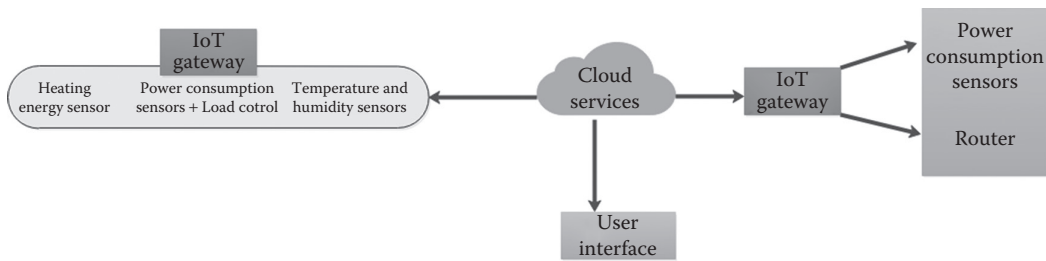 IoT
gateway
Heating
energy sensor
Power consumption
sensors + Load cotrol
Temperature and
humidity sensors
Cloud
services
User
interface
IoT
gateway
Power
consumption
sensors
Router